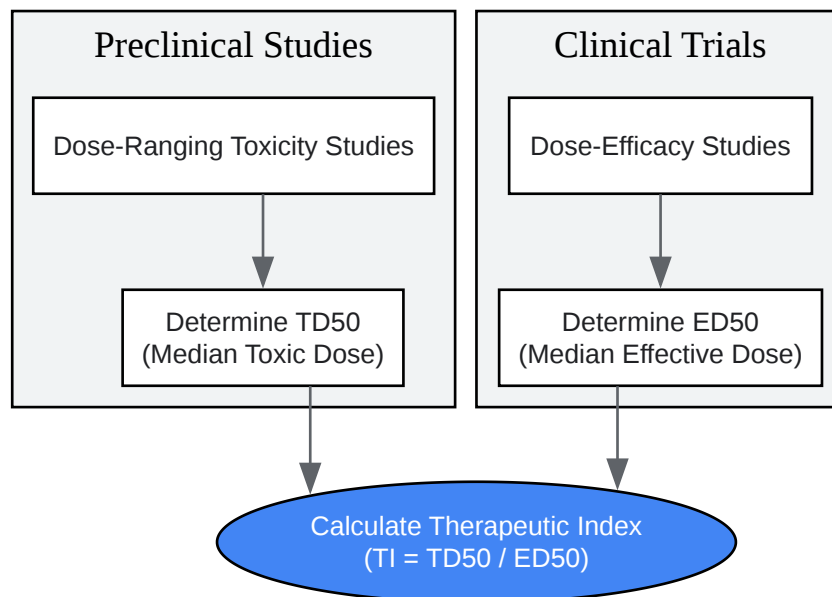 Preclinical Studies
Dose-Ranging Toxicity Studies
Determine TD50
(Median Toxic Dose)
Clinical Trials
Dose-Efficacy Studies
Determine ED50
(Median Effective Dose)
Calculate Therapeutic Index
(TI = TD50 / ED50)